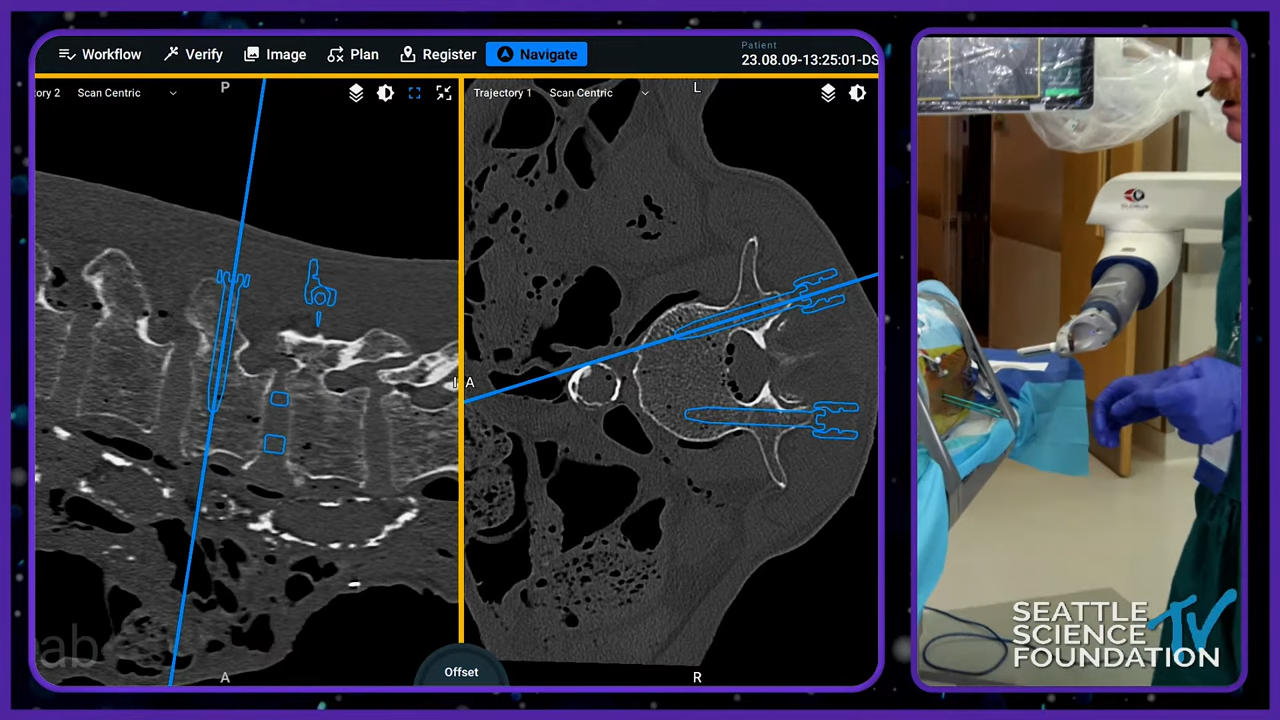 Workflow
Verify
Image
Plan
Register
Navigate
Patient
23.08.09-13:25:01-DS
ory 2
Scan Centric
P
Trajectory 1
Scan Centric
L
A
A
R
Offset
ab
SEATTLE
SCIENCE
FOUNDATION
TV